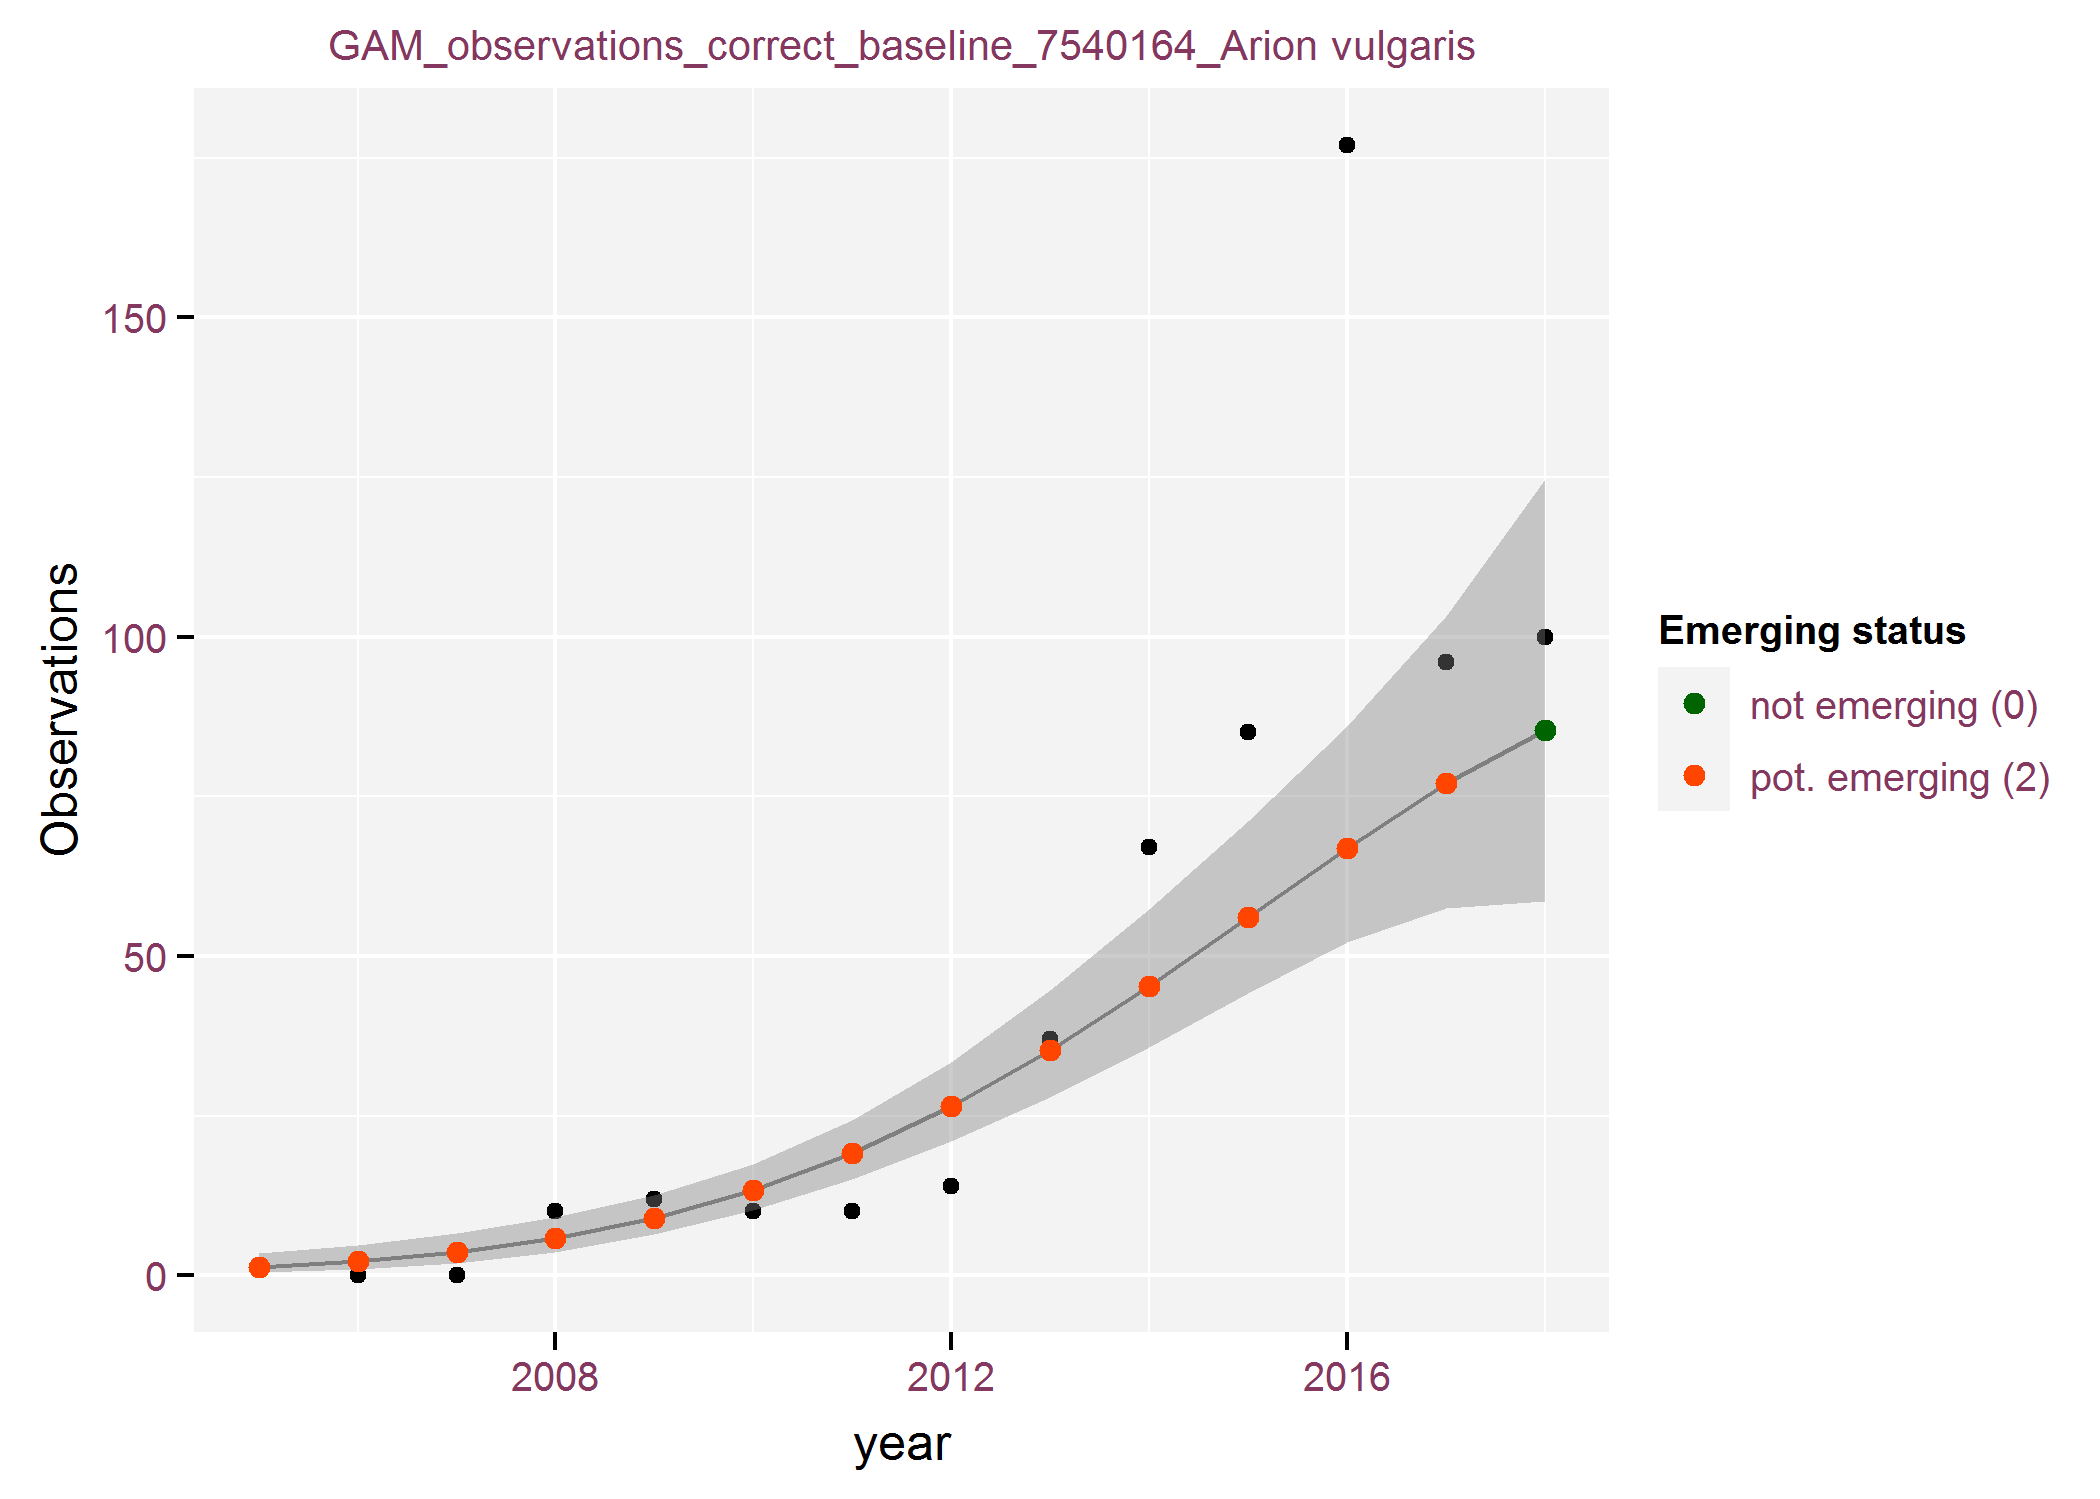 GAM_observations_correct_baseline_7540164_Arion vulgaris
150
100
50
0
Observations
2008
2012
2016
year
Emerging status
not emerging (0)
pot. emerging (2)